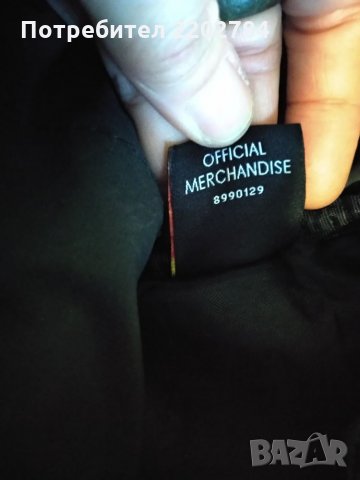 Потребител 2202784
OFFICIAL
MERCHANDISE
8990129
BAZAR